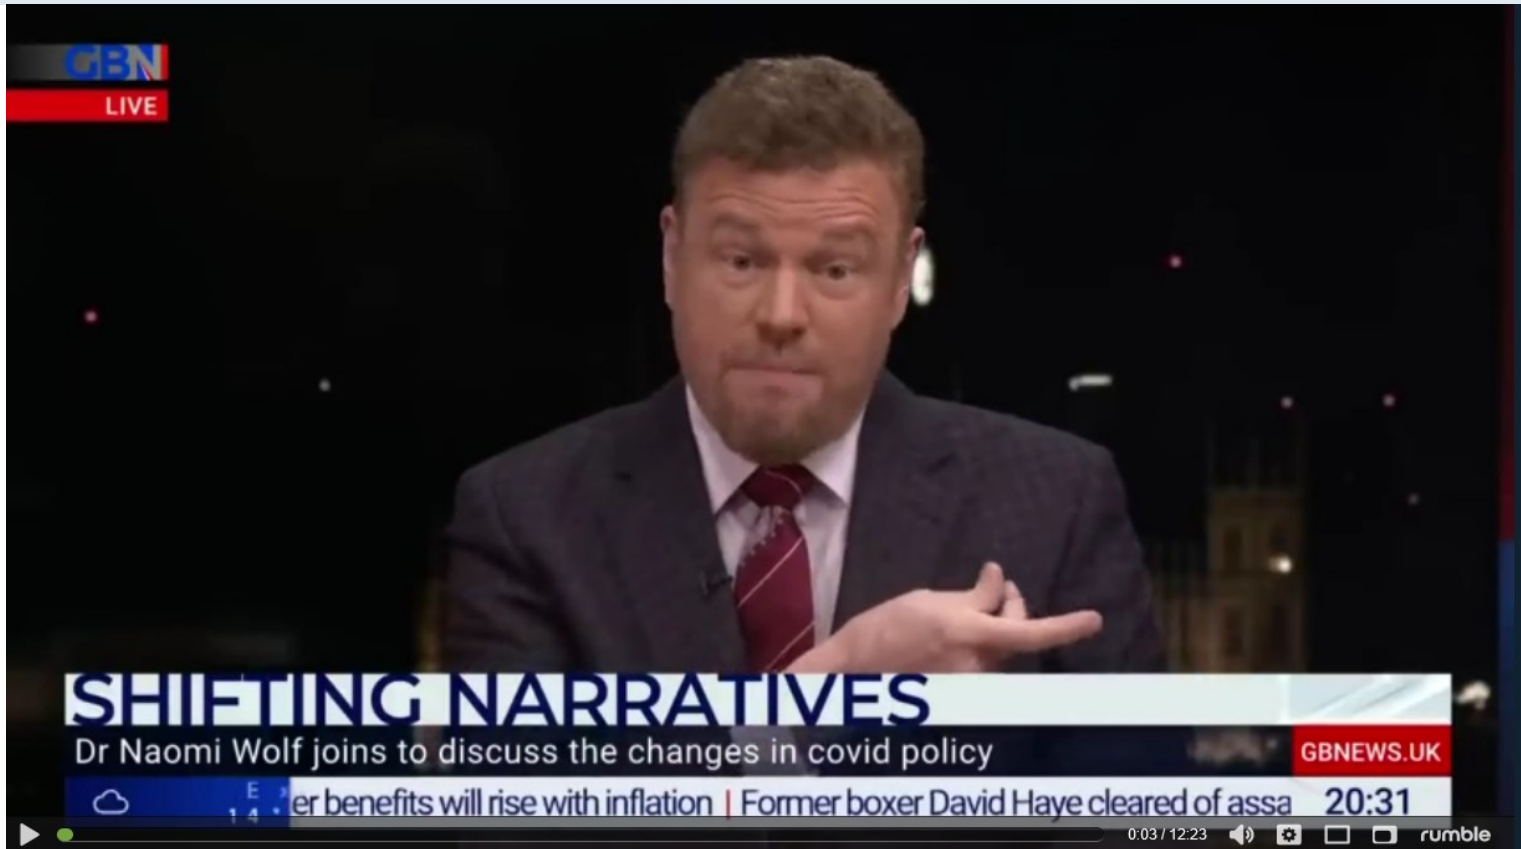 GBN
LIVE
SHIFTING NARRATIVES
Dr Naomi Wolf joins to discuss the changes in covid policy
GBNEWS.UK
er benefits will rise with inflation | Former boxer David Haye cleared of assa
20:31
0:03 / 12:23
rumble